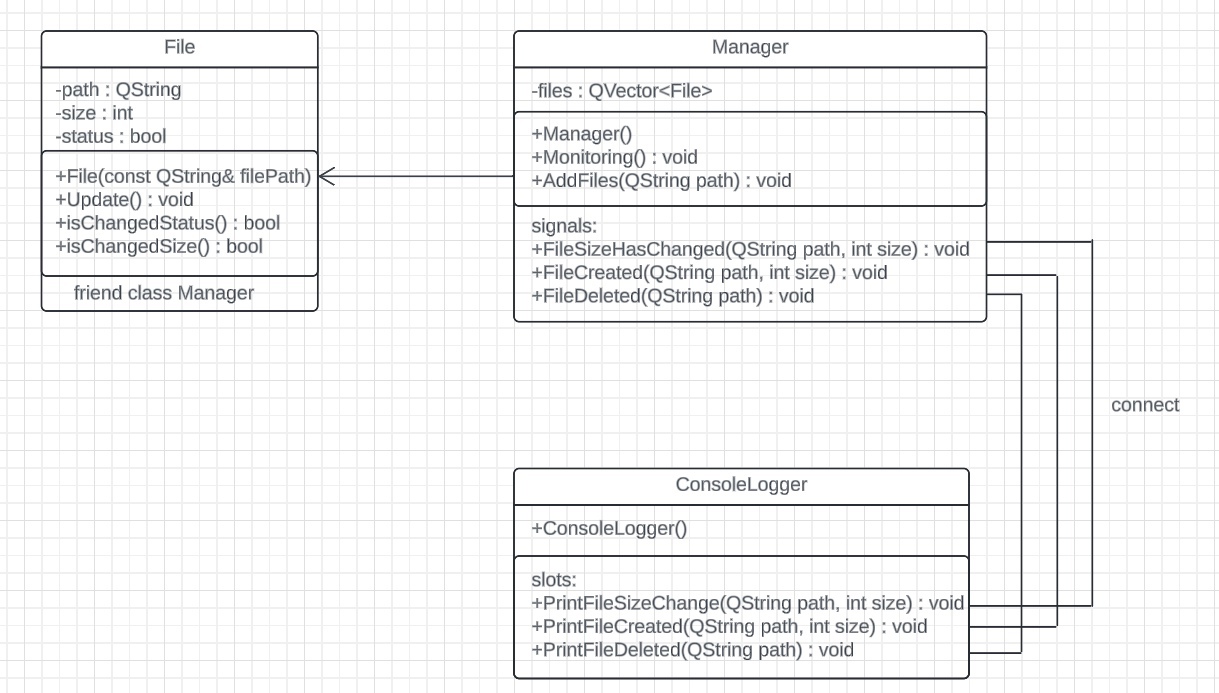 File
-path : QString
-size : int
-status : bool
+File(const QString& filePath)
+Update() : void
+isChangedStatus() : bool
+isChangedSize() : bool
friend class Manager
Manager
-files : QVector<File>
+Manager()
+Monitoring() : void
+AddFiles(QString path) : void
signals:
+FileSizeHasChanged(QString path, int size) : void
+FileCreated(QString path, int size) : void
+FileDeleted(QString path) : void
connect
ConsoleLogger
+ConsoleLogger()
slots:
+PrintFileSizeChange(QString path, int size) : void
+PrintFileCreated(QString path, int size) : void
+PrintFileDeleted(QString path) : void